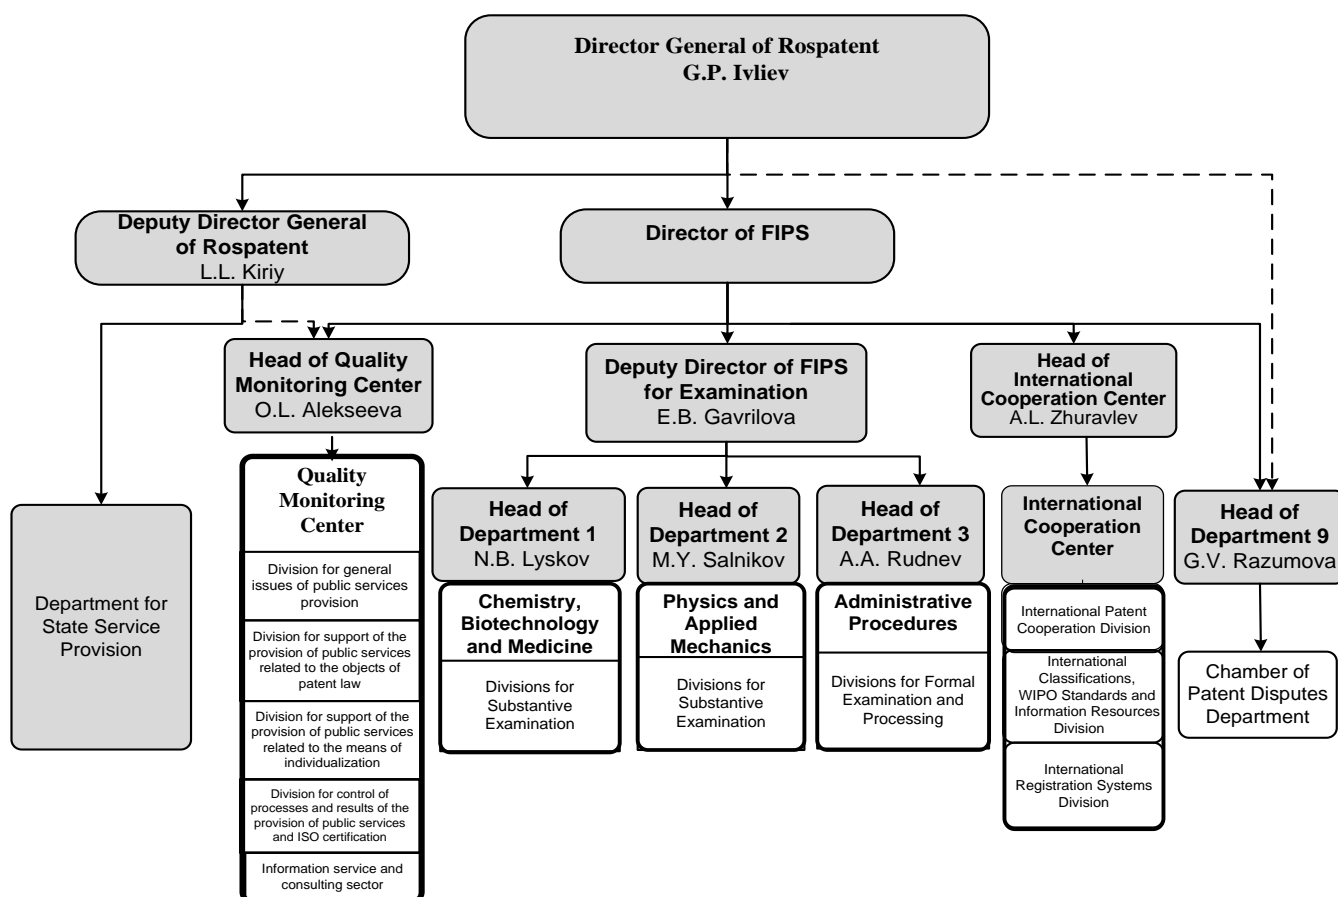 Director General of Rospatent
G.P. Ivliev
Deputy Director General
of Rospatent
L.L. Kiriy
Director of FIPS
Head of Quality
Monitoring Center
O.L. Alekseeva
Deputy Director of FIPS
for Examination
E.B. Gavrilova
Head of
International
Cooperation Center
A.L. Zhuravlev
Department for
State Service
Provision
Quality
Monitoring
Center
Division for general
issues of public services
provision
Division for support of the
provision of public services
related to the objects of
patent law
Division for support of the
provision of public services
related to the means of
individualization
Division for control of
processes and results of the
provision of public services
and ISO certification
Information service and
consulting sector
Head of
Department 1
N.B. Lyskov
Chemistry,
Biotechnology
and Medicine
Divisions for
Substantive
Examination
Head of
Department 2
M.Y. Salnikov
Physics and
Applied
Mechanics
Divisions for
Substantive
Examination
Head of
Department 3
A.A. Rudnev
Administrative
Procedures
Divisions for Formal
Examination and
Processing
International
Cooperation
Center
International Patent
Cooperation Division
International
Classifications,
WIPO Standards and
Information Resources
Division
International
Registration Systems
Division
Head of
Department 9
G.V. Razumova
Chamber of
Patent Disputes
Department